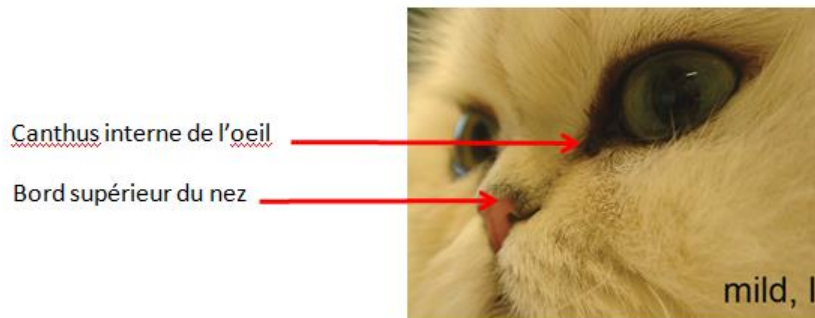 Canthus interne de l'oeil
Bord supérieur du nez
mild, I